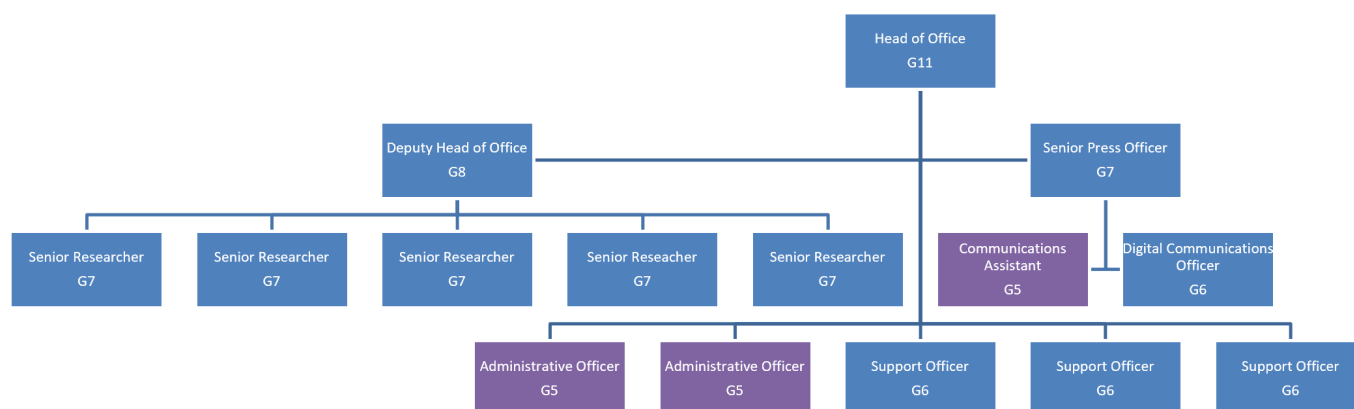 Head of Office
G11
Deputy Head of Office
G8
Senior Press Officer
G7
Senior Researcher
G7
Senior Researcher
G7
Senior Researcher
G7
Senior Reseacher
G7
Senior Researcher
G7
Communications
Assistant
G5
Digital Communications
Officer
G6
Administrative Officer
G5
Administrative Officer
G5
Support Officer
G6
Support Officer
G6
Support Officer
G6